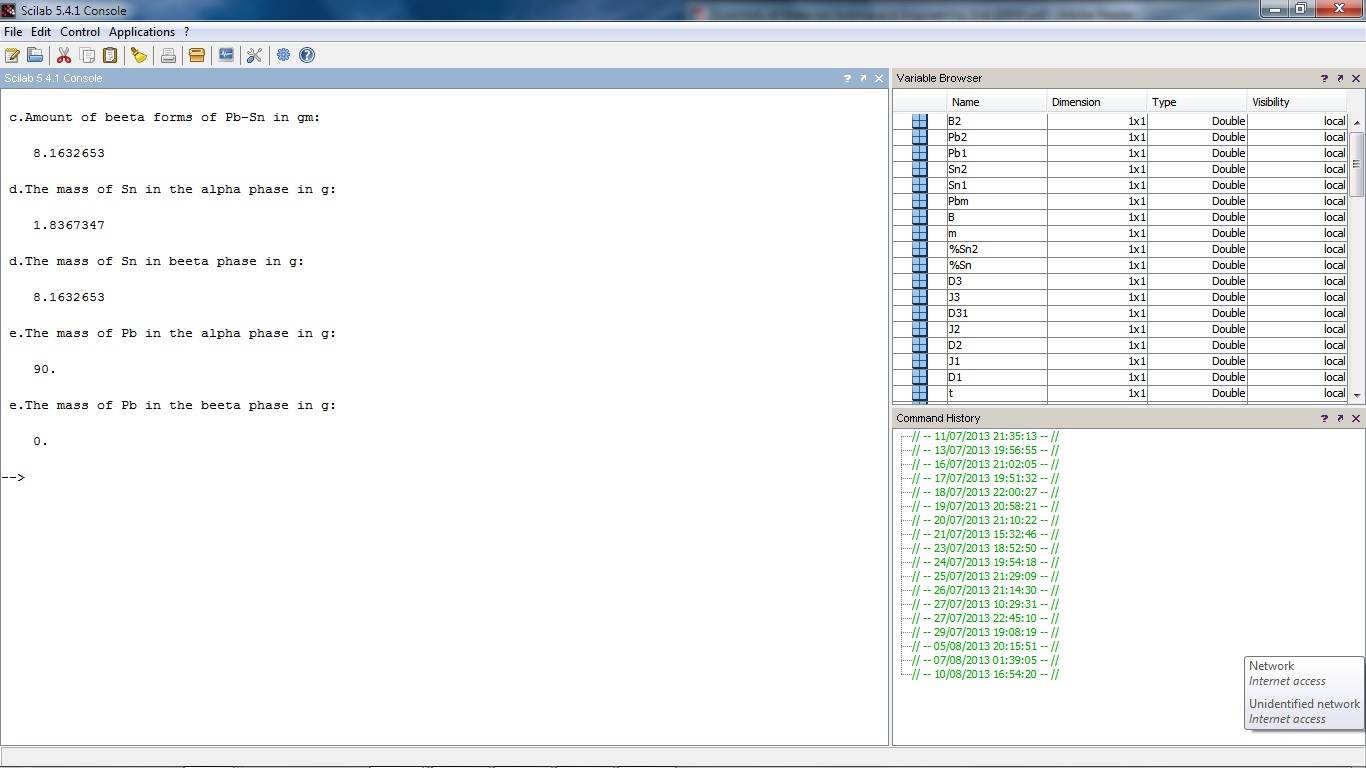 Scilab 5.4.1 Console
File Edit Control Applications ?
Scilab 5.4.1 Console
c.Amount of beeta forms of Pb-Sn in gm:
8.1632653
d.The mass of Sn in the alpha phase in g:
1.8367347
d.The mass of Sn in beeta phase in g:
8.1632653
e.The mass of Pb in the alpha phase in g:
90.
e.The mass of Pb in the beeta phase in g:
0.
-->
Variable Browser
Name Dimension Type Visibility
B2 1x1 Double local
Pb2 1x1 Double local
Pb1 1x1 Double local
Sn2 1x1 Double local
Sn1 1x1 Double local
Pbm 1x1 Double local
B 1x1 Double local
m 1x1 Double local
%Sn2 1x1 Double local
%Sn 1x1 Double local
D3 1x1 Double local
J3 1x1 Double local
D31 1x1 Double local
J2 1x1 Double local
D2 1x1 Double local
J1 1x1 Double local
D1 1x1 Double local
t 1x1 Double local
Command History
// -- 11/07/2013 21:35:13 -- //
// -- 13/07/2013 19:56:55 -- //
// -- 16/07/2013 21:02:05 -- //
// -- 17/07/2013 19:51:32 -- //
// -- 18/07/2013 22:00:27 -- //
// -- 19/07/2013 20:58:21 -- //
// -- 20/07/2013 21:10:22 -- //
// -- 21/07/2013 15:32:46 -- //
// -- 23/07/2013 18:52:50 -- //
// -- 24/07/2013 19:54:18 -- //
// -- 25/07/2013 21:29:09 -- //
// -- 26/07/2013 21:14:30 -- //
// -- 27/07/2013 10:29:31 -- //
// -- 27/07/2013 22:45:10 -- //
// -- 29/07/2013 19:08:19 -- //
// -- 05/08/2013 20:15:51 -- //
// -- 07/08/2013 01:39:05 -- //
// -- 10/08/2013 16:54:20 -- //
Network
Internet access
Unidentified network
Internet access